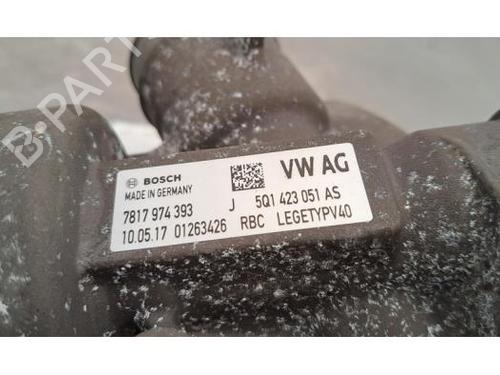 B-PARTS
BOSCH
VW AG
MADE IN GERMANY
7817 974 393 J 5Q1 423 051 AS
10.05.17 01263426 RBC LEGETYPV40